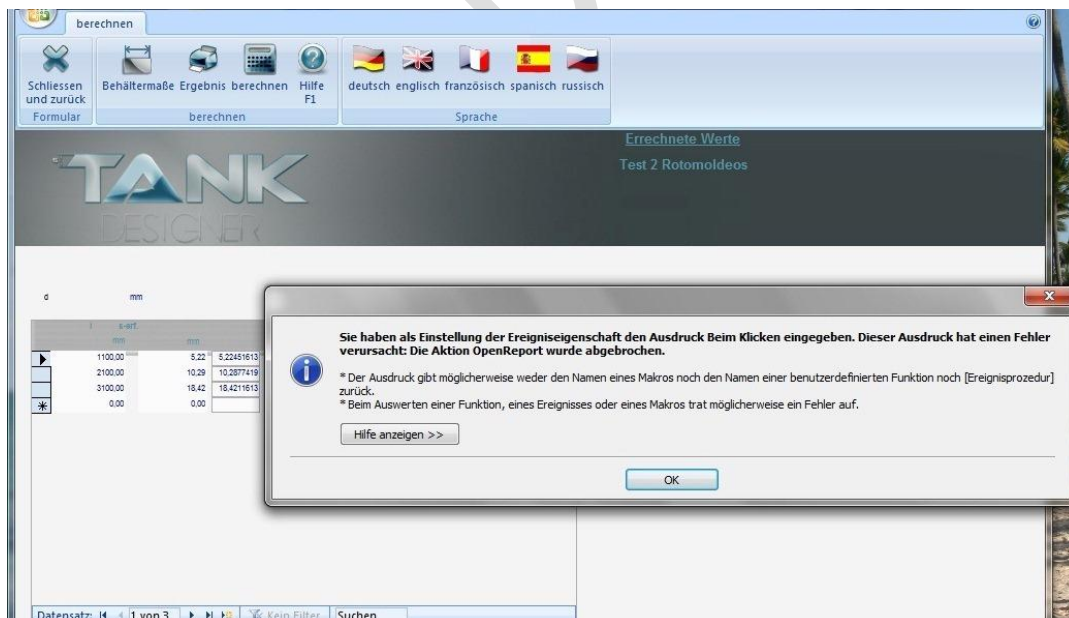 berechnen
Schliessen und zurück
Behältermaße
Ergebnis
berechnen
Hilfe F1
deutsch
englisch
französisch
spanisch
russisch
Formular
berechnen
Sprache
TANK
DESIGNER
Errechnete Werte
Test 2 Rotomoldeos
d mm
l s-erf.
mm mm
1100,00 5,22 5,22451613
2100,00 10,29 10,2877419
3100,00 18,42 18,4211613
0,00 0,00
Sie haben als Einstellung der Ereigniseigenschaft den Ausdruck Beim Klicken eingegeben. Dieser Ausdruck hat einen Fehler
verursacht: Die Aktion OpenReport wurde abgebrochen.
* Der Ausdruck gibt möglicherweise weder den Namen eines Makros noch den Namen einer benutzerdefinierten Funktion noch [Ereignisprozedur]
zurück.
* Beim Auswerten einer Funktion, eines Ereignisses oder eines Makros trat möglicherweise ein Fehler auf.
Hilfe anzeigen >>
OK
Datensatz: 1 von 3 Kein Filter Suchen